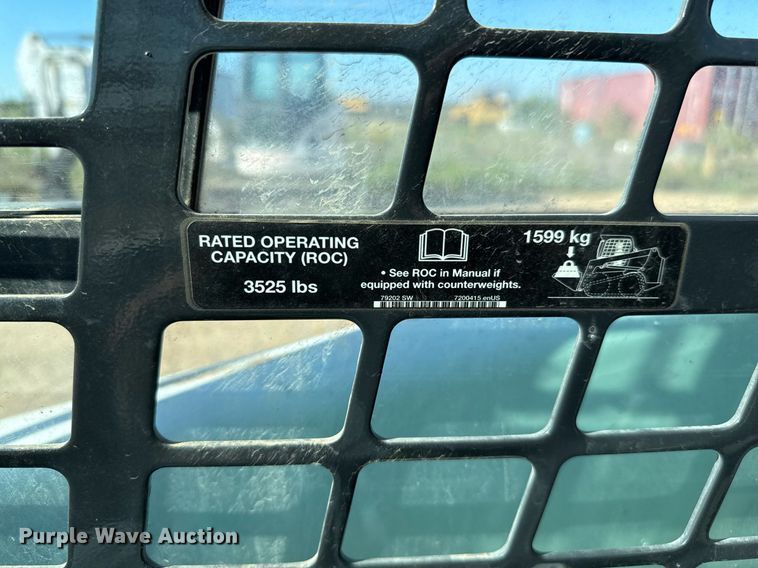 RATED OPERATING
CAPACITY (ROC)
3525 lbs
• See ROC in Manual if
equipped with counterweights.
79202 SW 7200415.enUS
1599 kg
Purple Wave Auction